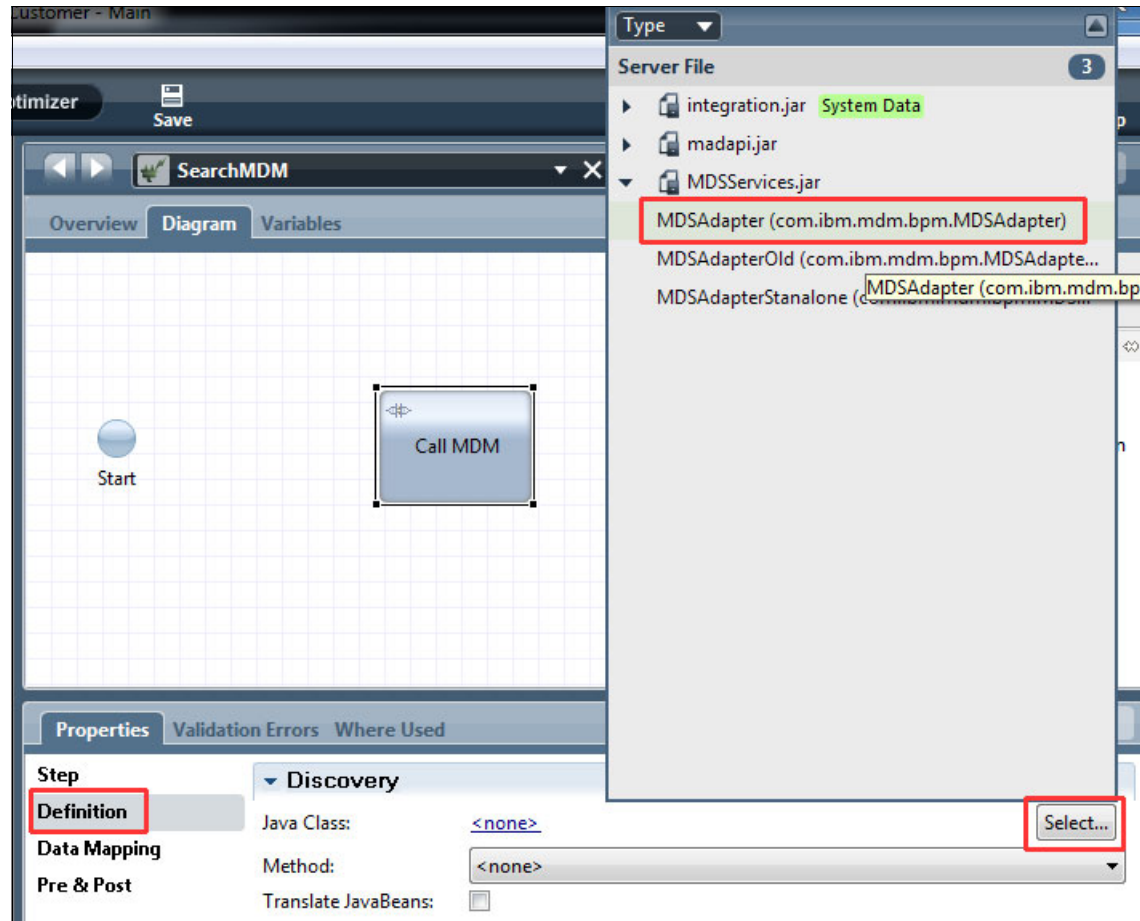 Customer - Main
Type
Server File 3
timizer
Save
integration.jar System Data
madapi.jar
SearchMDM
MDSServices.jar
Overview Diagram Variables
MDSAdapter (com.ibm.mdm.bpm.MDSAdapter)
MDSAdapterOld (com.ibm.mdm.bpm.MDSAdapte...
MDSAdapter (com.ibm.mdm.bp
MDSAdapterStanalone
Call MDM
Start
Properties Validation Errors Where Used
Step
Discovery
Definition
Java Class: <none> Select...
Data Mapping
Method: <none>
Pre & Post
Translate JavaBeans: